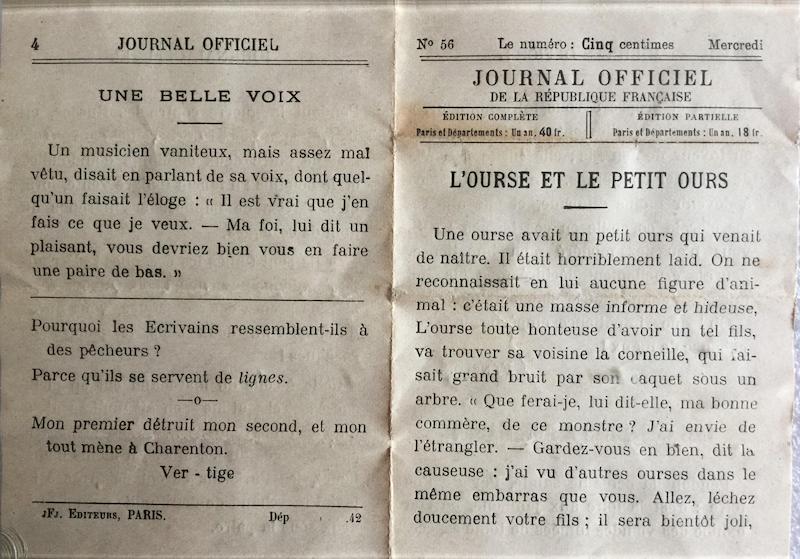 4 JOURNAL OFFICIEL
UNE BELLE VOIX
Un musicien vaniteux, mais assez mal
vêtu, disait en parlant de sa voix, dont quel-
qu'un faisait l'éloge : « Il est vrai que j'en
fais ce que je veux. — Ma foi, lui dit un
plaisant, vous devriez bien vous en faire
une paire de bas. »
Pourquoi les Ecrivains ressemblent-ils à
des pêcheurs ?
Parce qu'ils se servent de lignes.
—o—
Mon premier détruit mon second, et mon
tout mène à Charenton.
Ver - tige
JFJ. EDITEURS, PARIS. Dép .42
No 56 Le numéro : Cinq centimes Mercredi
JOURNAL OFFICIEL
DE LA RÉPUBLIQUE FRANÇAISE
ÉDITION COMPLÈTE
Paris et Départements : Un an, 40 fr.
ÉDITION PARTIELLE
Paris et Départements : Un an, 18 fr.
L'OURSE ET LE PETIT OURS
Une ourse avait un petit ours qui venait
de naître. Il était horriblement laid. On ne
reconnaissait en lui aucune figure d'ani-
mal : c'était une masse informe et hideuse,
L'ourse toute honteuse d'avoir un tel fils,
va trouver sa voisine la corneille, qui fai-
sait grand bruit par son caquet sous un
arbre. « Que ferai-je, lui dit-elle, ma bonne
commère, de ce monstre ? J'ai envie de
l'étrangler. — Gardez-vous en bien, dit la
causeuse : j'ai vu d'autres ourses dans le
même embarras que vous. Allez, léchez
doucement votre fils ; il sera bientôt joli,